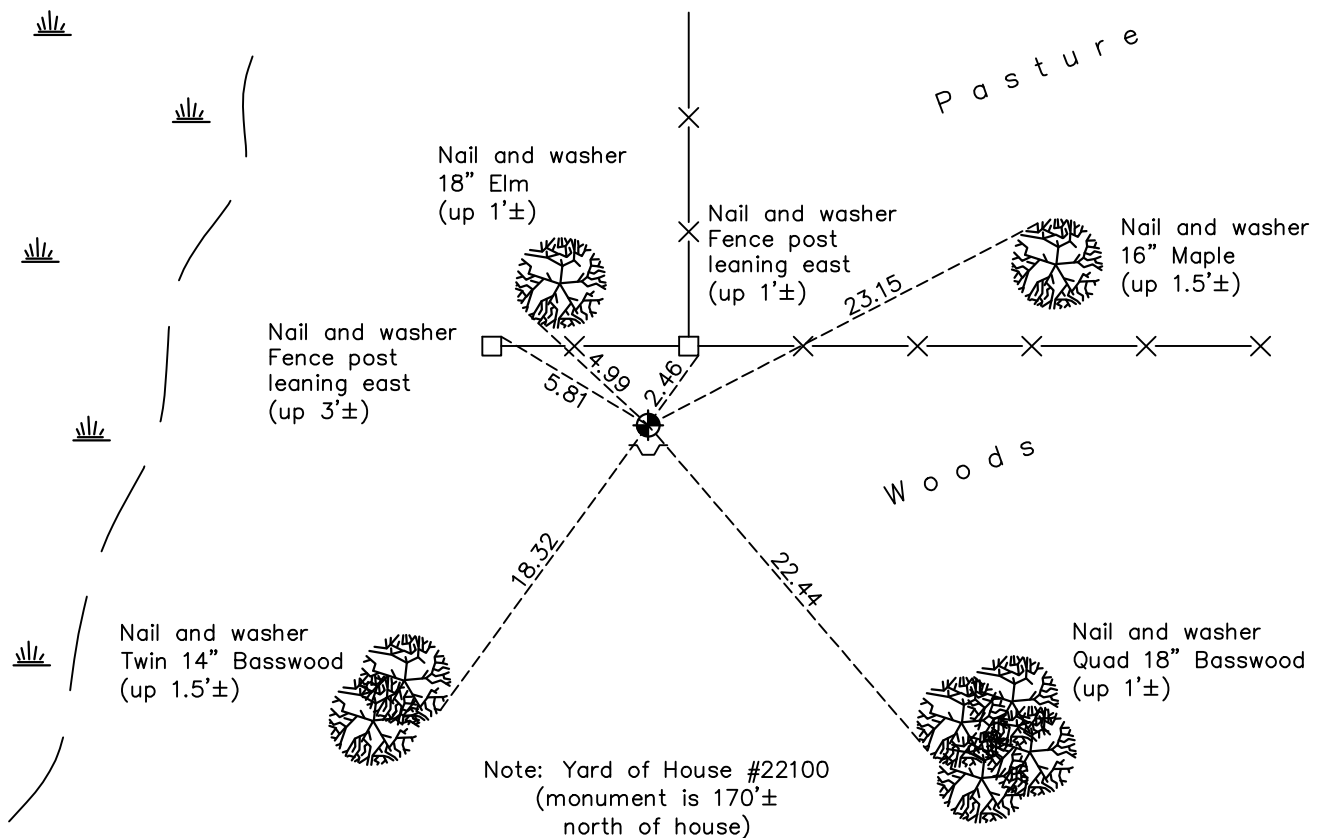 Pasture
Nail and washer
18” Elm
(up 1’±)
Nail and washer
Fence post
leaning east
(up 1’±)
23.15
Nail and washer
16” Maple
(up 1.5’±)
Nail and washer
Fence post
leaning east
(up 3’±)
5.81
4.99
2.46
Woods
18.32
22.44
Nail and washer
Twin 14” Basswood
(up 1.5’±)
Nail and washer
Quad 18” Basswood
(up 1’±)
Note: Yard of House #22100
(monument is 170’±
north of house)